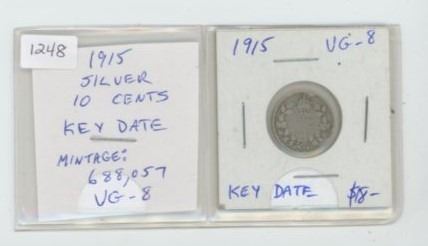 1248
1915
SILVER
10 CENTS
KEY DATE
MINTAGE:
688,057
VG-8
1915 VG-8
KEY DATE $18-